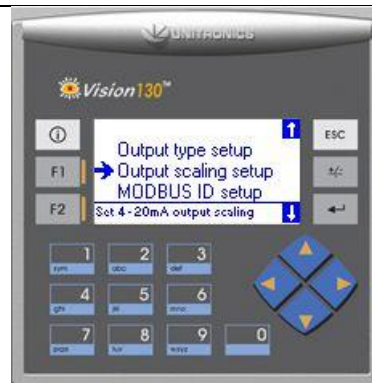 UNITRONICS
Vision130™
Output type setup
ESC
F1
Output scaling setup
+/-
MODBUS ID setup
F2
Set 4-20mA output scaling
1
2
3
abc
def
4
5
6
ghi
jkl
mno
7
8
9
0
tuv
wxyz